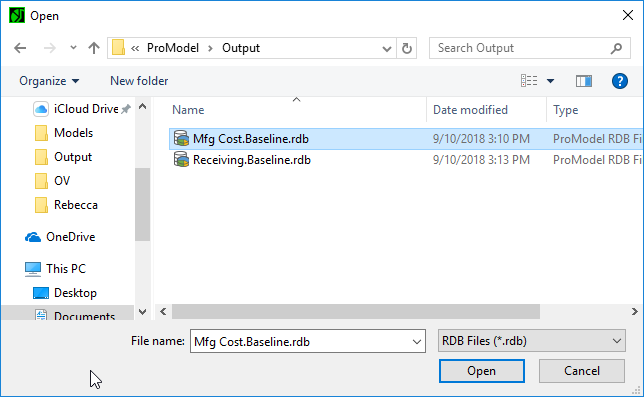 Open
« ProModel > Output
Search Output
Organize
New folder
?
iCloud Drive
Models
Output
OV
Rebecca
OneDrive
This PC
Desktop
Documents
Name
Date modified
Type
Mfg Cost.Baseline.rdb
9/10/2018 3:10 PM
ProModel RDB Fi
Receiving.Baseline.rdb
9/10/2018 3:13 PM
ProModel RDB Fi
File name:
Mfg Cost.Baseline.rdb
RDB Files (*.rdb)
Open
Cancel